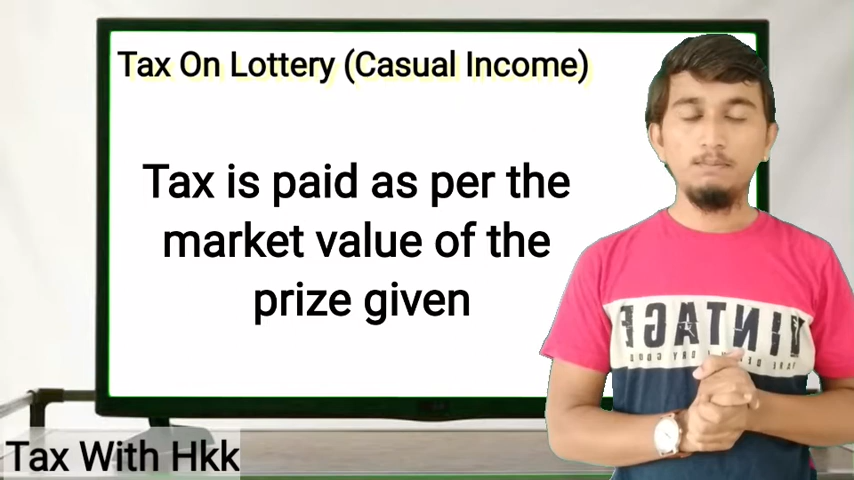 Tax On Lottery (Casual Income)
Tax is paid as per the
market value of the
prize given
VINTAGE
Tax With Hkk